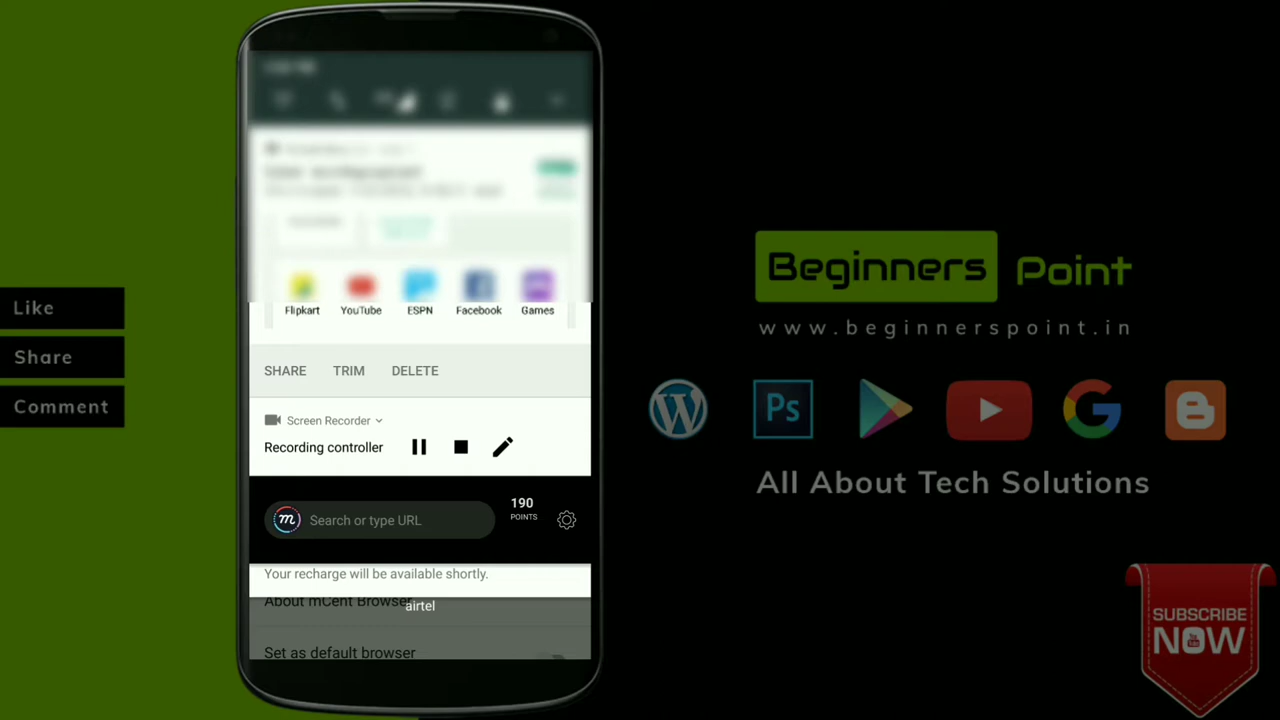 Like
Share
Comment
Flipkart YouTube ESPN Facebook Games
SHARE TRIM DELETE
Screen Recorder
Recording controller
m Search or type URL
190
POINTS
Your recharge will be available shortly.
About mCent Browser
airtel
Set as default browser
Beginners Point
www.beginnerspoint.in
Ps
All About Tech Solutions
SUBSCRIBE
NOW